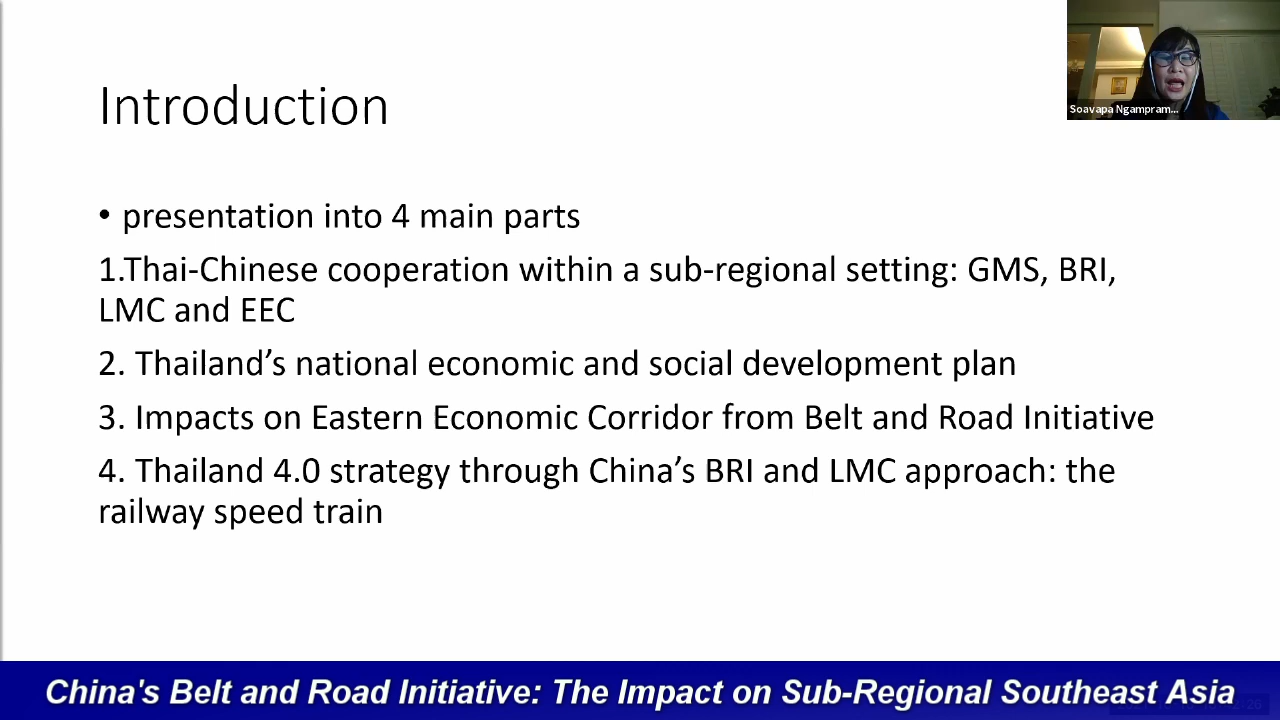 Introduction
Soavapa Ngampram...
• presentation into 4 main parts
1.Thai-Chinese cooperation within a sub-regional setting: GMS, BRI,
LMC and EEC
2. Thailand’s national economic and social development plan
3. Impacts on Eastern Economic Corridor from Belt and Road Initiative
4. Thailand 4.0 strategy through China’s BRI and LMC approach: the
railway speed train
China's Belt and Road Initiative: The Impact on Sub-Regional Southeast Asia